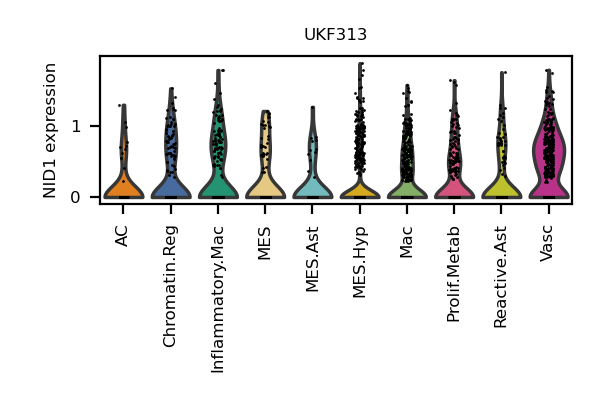 UKF313
NID1 expression
1
0
AC
Chromatin.Reg
Inflammatory.Mac
MES
MES.Ast
MES.Hyp
Mac
Prolif.Metab
Reactive.Ast
Vasc